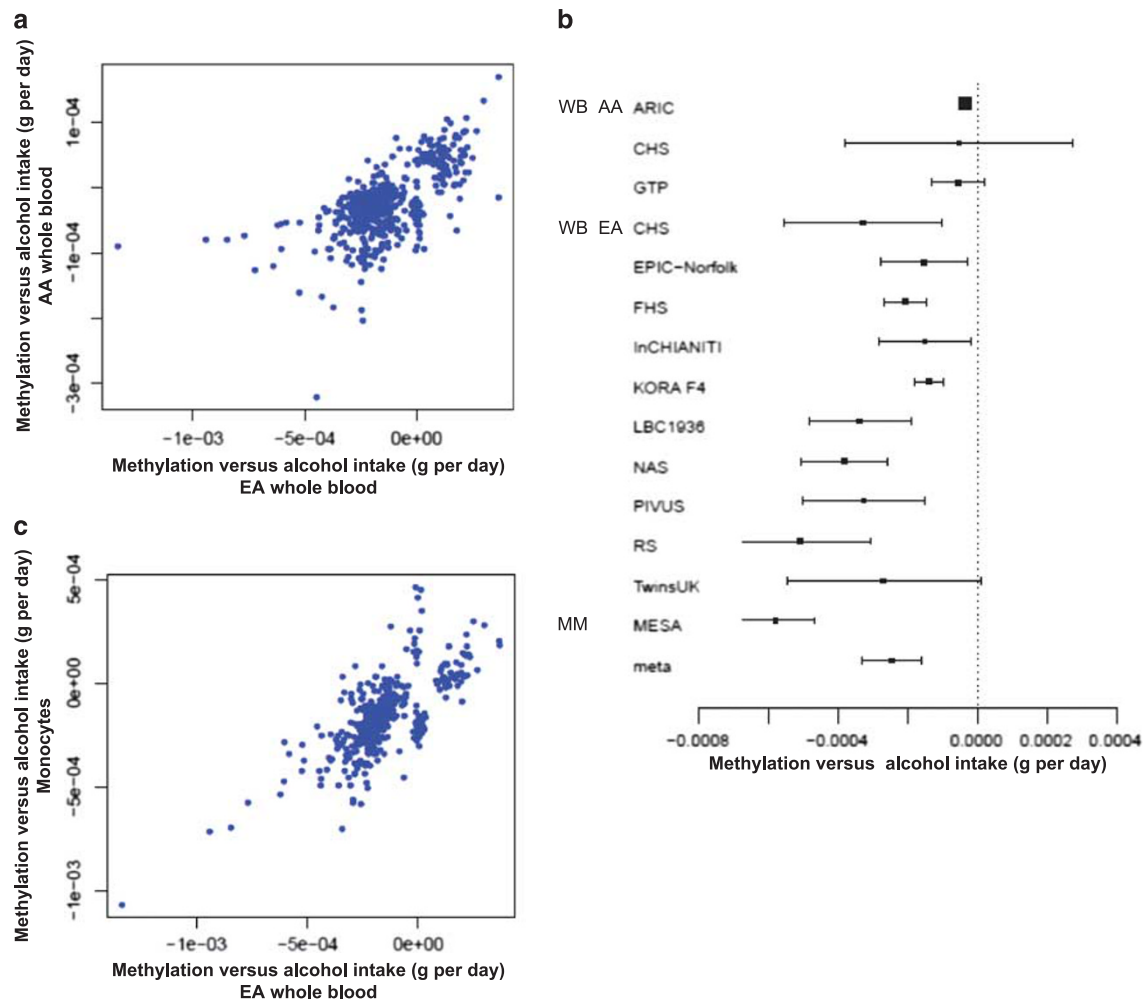 a
Methylation versus alcohol intake (g per day)
AA whole blood
1e−04
−1e−04
−3e−04
−1e−03 −5e−04 0e+00
Methylation versus alcohol intake (g per day)
EA whole blood
b
WB AA ARIC
CHS
GTP
WB EA CHS
EPIC−Norfolk
FHS
InCHIANITI
KORA F4
LBC1936
NAS
PIVUS
RS
TwinsUK
MM MESA
meta
−0.0008 −0.0004 0.0000 0.0002 0.0004
Methylation versus alcohol intake (g per day)
c
Methylation versus alcohol intake (g per day)
Monocytes
5e−04
0e+00
−5e−04
−1e−03
−1e−03 −5e−04 0e+00
Methylation versus alcohol intake (g per day)
EA whole blood